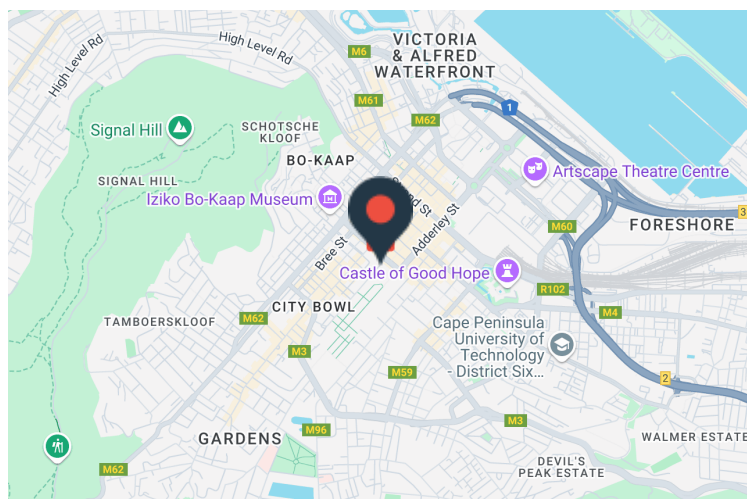 High Level Rd
High Level Rd
M6
VICTORIA
& ALFRED
WATERFRONT
M61
1
M62
Signal Hill
SCHOTSCHE
KLOOF
BO-KAAP
Artscape Theatre Centre
SIGNAL HILL
Iziko Bo-Kaap Museum
Adderley St
3
M60
FORESHORE
Bree St
Castle of Good Hope
R102
CITY BOWL
M4
TAMBOERSKLOOF
M62
Cape Peninsula
University of
Technology
- District Six...
M3
M59
2
M3
M96
GARDENS
WALMER ESTATE
M62
DEVIL'S
PEAK ESTATE